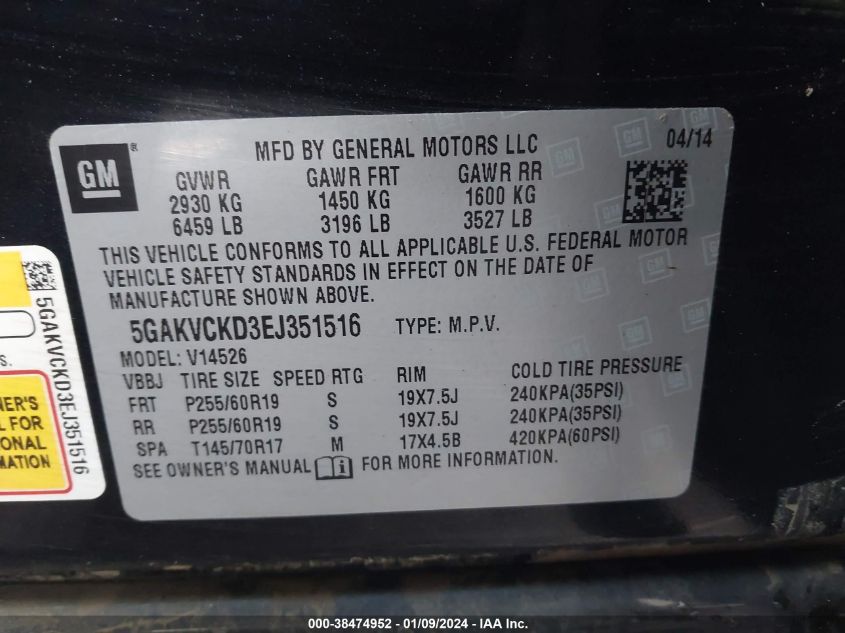 GM
MFD BY GENERAL MOTORS LLC
04/14
GVWR GAWR FRT GAWR RR
2930 KG 1450 KG 1600 KG
6459 LB 3196 LB 3527 LB
THIS VEHICLE CONFORMS TO ALL APPLICABLE U.S. FEDERAL MOTOR
VEHICLE SAFETY STANDARDS IN EFFECT ON THE DATE OF
MANUFACTURE SHOWN ABOVE.
5GAKVCKD3EJ351516 TYPE: M.P.V.
MODEL: V14526
VBBJ TIRE SIZE SPEED RTG RIM COLD TIRE PRESSURE
FRT P255/60R19 S 19X7.5J 240KPA(35PSI)
RR P255/60R19 S 19X7.5J 240KPA(35PSI)
SPA T145/70R17 M 17X4.5B 420KPA(60PSI)
SEE OWNER'S MANUAL FOR MORE INFORMATION.
5GAKVCKD3EJ351516
S.
NER'S
L FOR
IONAL
MATION
000-38474952 - 01/09/2024 - IAA Inc.